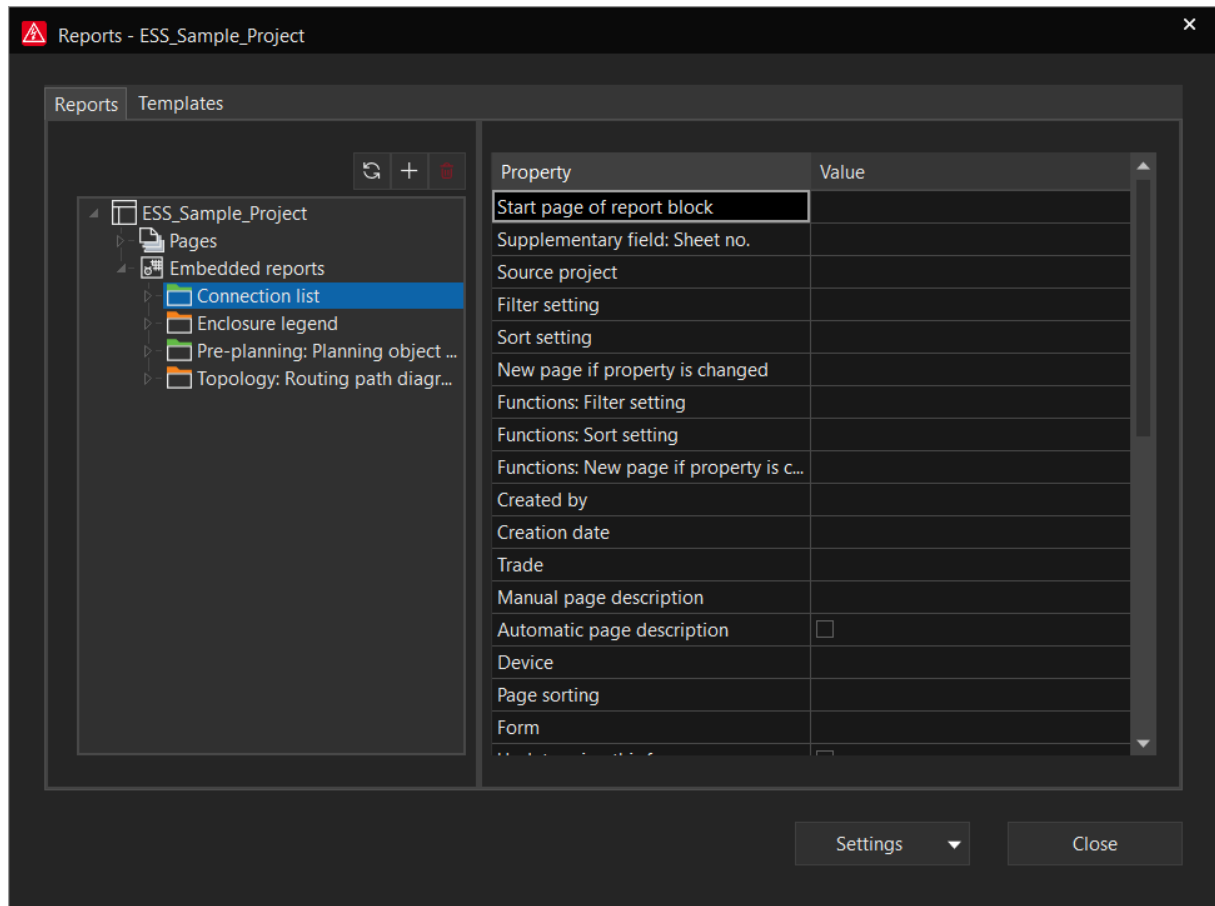 Reports - ESS_Sample_Project
Reports Templates
ESS_Sample_Project
Pages
Embedded reports
Connection list
Enclosure legend
Pre-planning: Planning object ...
Topology: Routing path diagr...
Property Value
Start page of report block
Supplementary field: Sheet no.
Source project
Filter setting
Sort setting
New page if property is changed
Functions: Filter setting
Functions: Sort setting
Functions: New page if property is c...
Created by
Creation date
Trade
Manual page description
Automatic page description
Device
Page sorting
Form
Settings Close